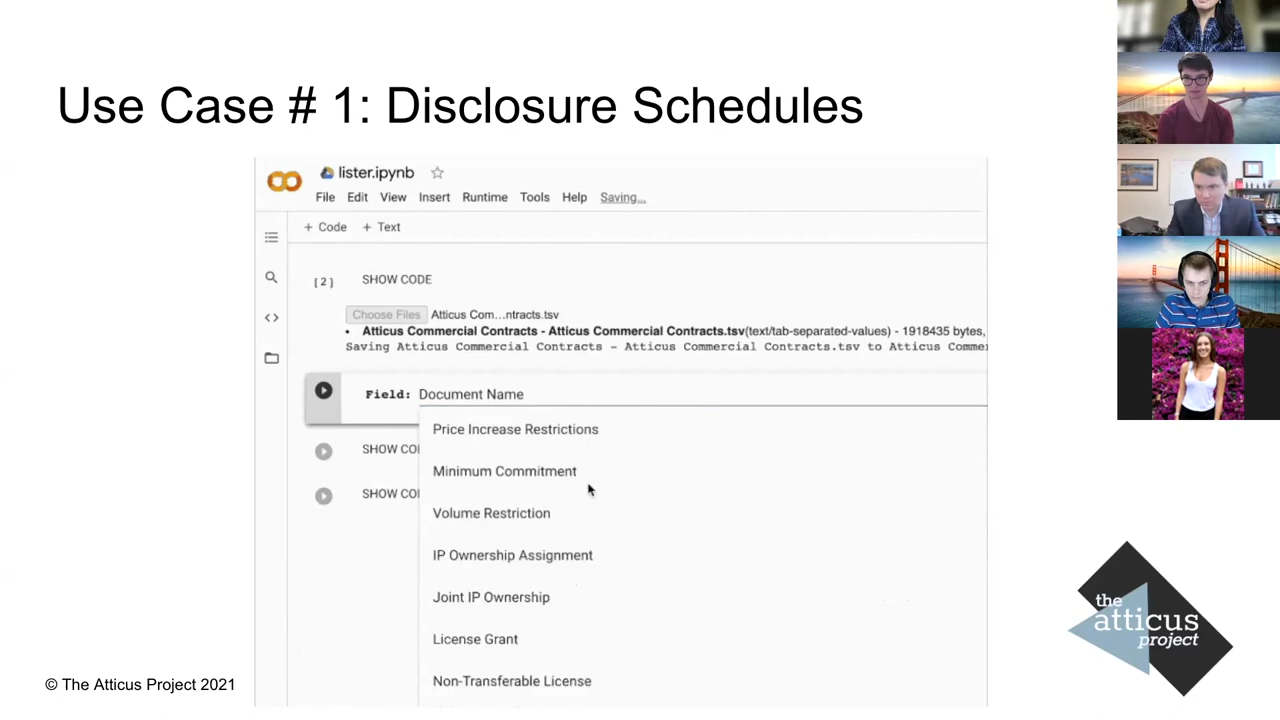 Use Case # 1: Disclosure Schedules
lister.ipynb
File Edit View Insert Runtime Tools Help Saving...
+ Code + Text
[2] SHOW CODE
Choose Files Atticus Com...ntracts.tsv
• Atticus Commercial Contracts - Atticus Commercial Contracts.tsv(text/tab-separated-values) - 1918435 bytes,
Saving Atticus Commercial Contracts - Atticus Commercial Contracts.tsv to Atticus Commer
Field: Document Name
Price Increase Restrictions
SHOW CO
Minimum Commitment
SHOW CO
Volume Restriction
IP Ownership Assignment
Joint IP Ownership
License Grant
Non-Transferable License
the
atticus
project
© The Atticus Project 2021